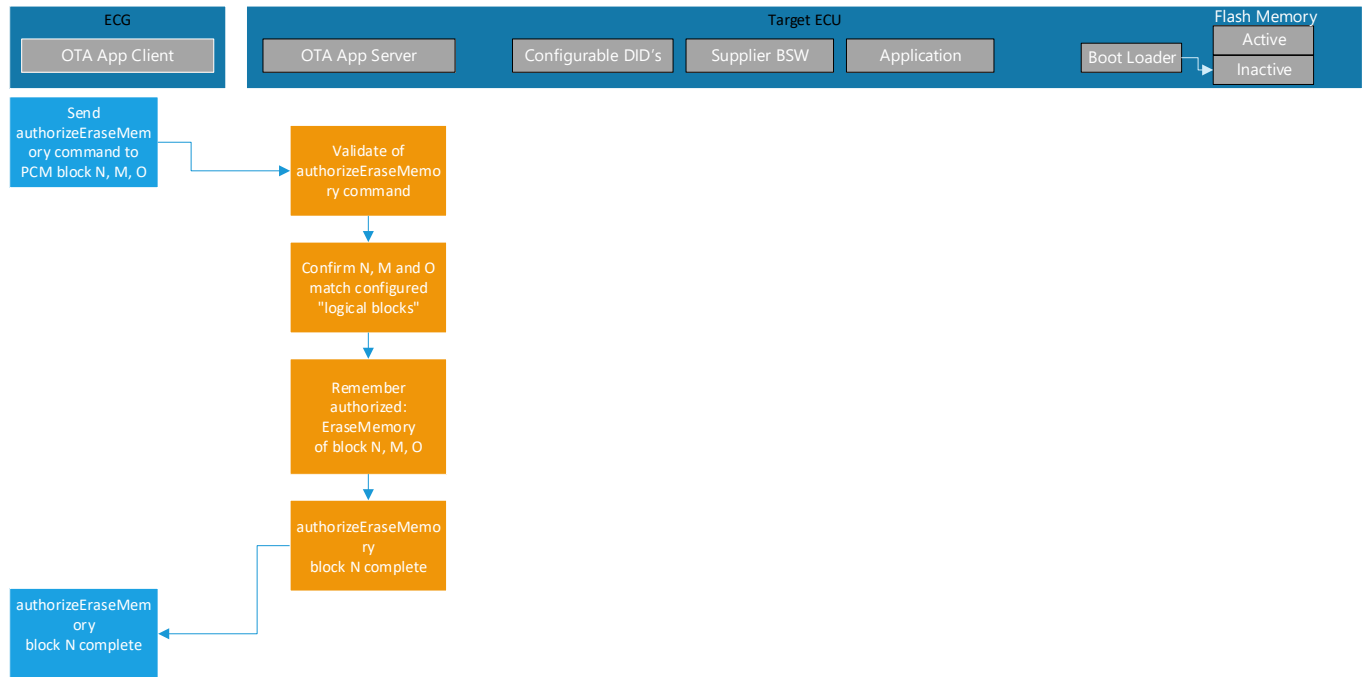 ECG
Target ECU
Flash Memory
OTA App Client
OTA App Server
Configurable DID's
Supplier BSW
Application
Boot Loader
Active
Inactive
Send
authorizeEraseMem
ory command to
PCM block N, M, O
Validate of
authorizeEraseMemo
ry command
Confirm N, M and O
match configured
"logical blocks"
Remember
authorized:
EraseMemory
of block N, M, O
authorizeEraseMemo
ry
block N complete
authorizeEraseMem
ory
block N complete